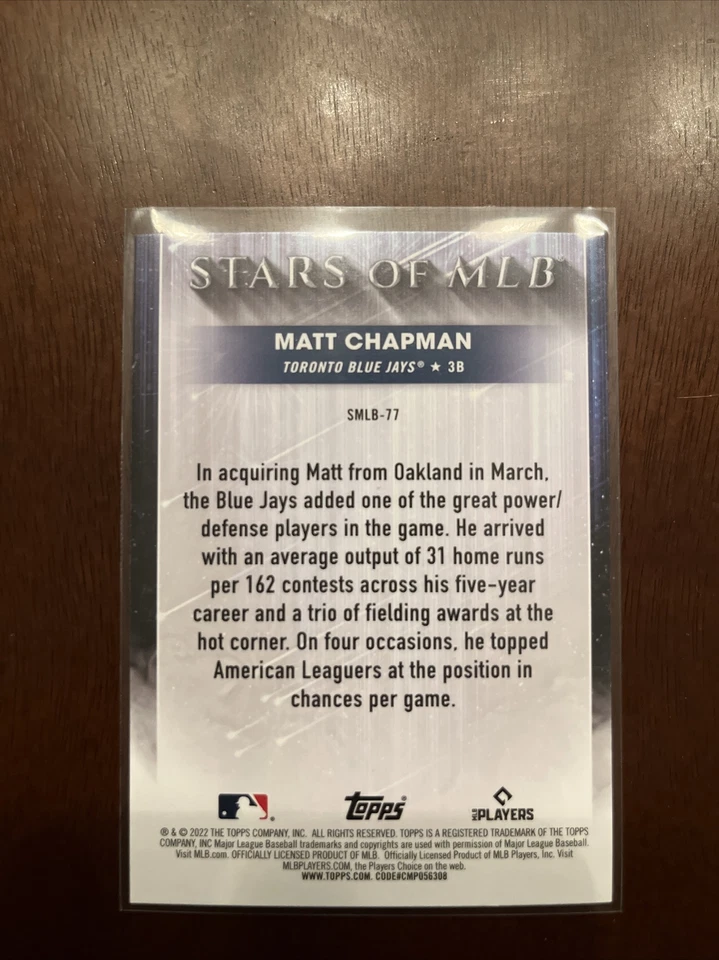 STARS OF MLB
MATT CHAPMAN
TORONTO BLUE JAYS® ★ 3B
SMLB-77
In acquiring Matt from Oakland in March,
the Blue Jays added one of the great power/
defense players in the game. He arrived
with an average output of 31 home runs
per 162 contests across his five-year
career and a trio of fielding awards at the
hot corner. On four occasions, he topped
American Leaguers at the position in
chances per game.
Topps®
MLB PLAYERS
® & © 2022 THE TOPPS COMPANY, INC. ALL RIGHTS RESERVED. TOPPS IS A REGISTERED TRADEMARK OF THE TOPPS
COMPANY, INC Major League Baseball trademarks and copyrights are used with permission of Major League Baseball.
Visit MLB.com. OFFICIALLY LICENSED PRODUCT OF MLB. Officially Licensed Product of MLB Players, Inc. Visit
MLBPLAYERS.COM, the Players Choice on the web.
WWW.TOPPS.COM. CODE#CMP056308